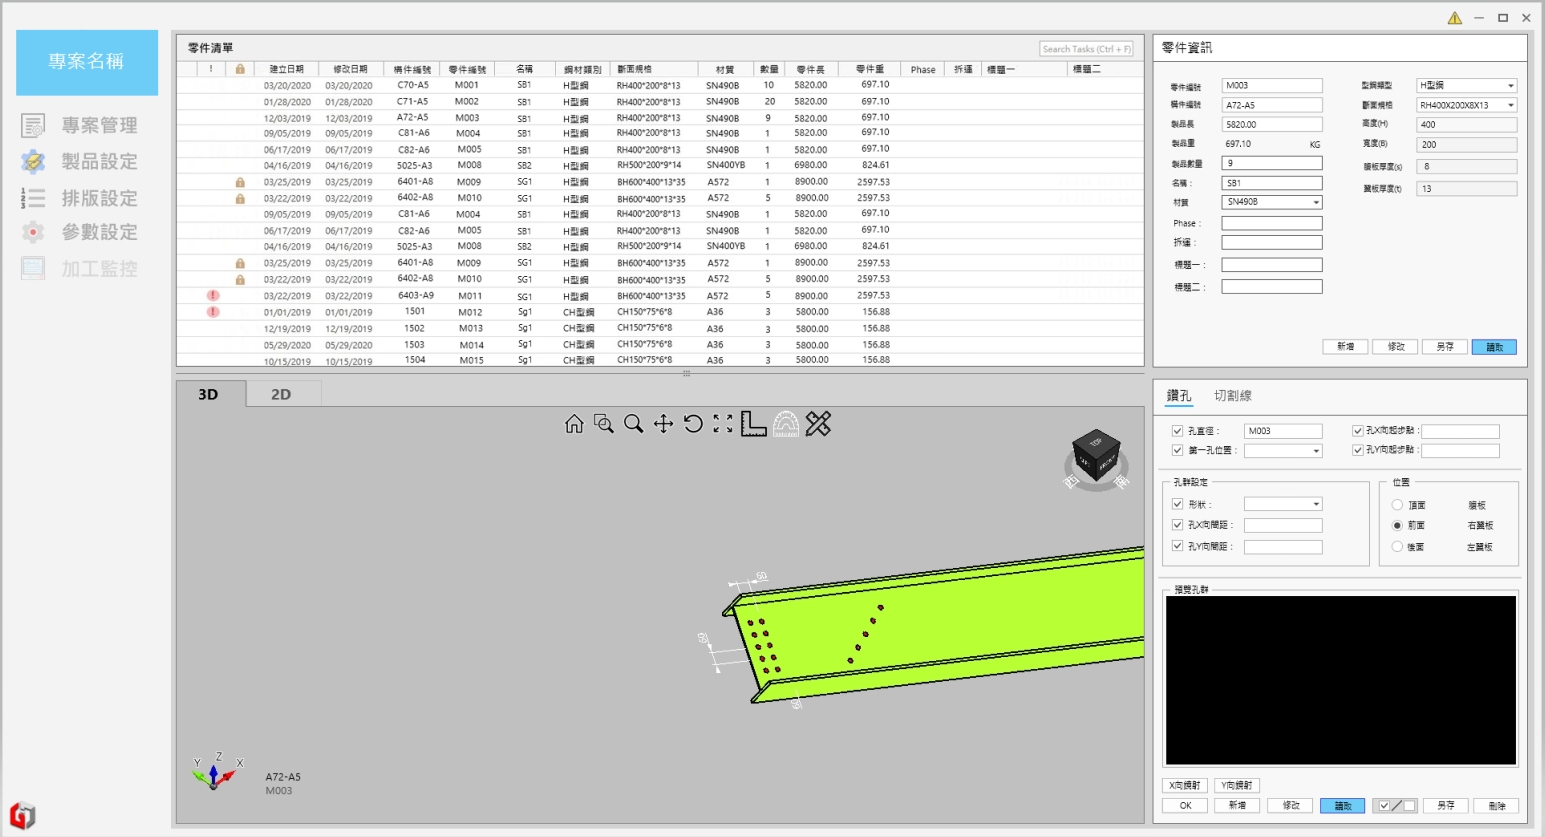 專案名稱
專案管理
製品設定
排版設定
參數設定
加工監控
零件清單
Search Tasks (Ctrl + F)
! 建立日期 修改日期 構件編號 零件編號 名稱 鋼材類別 斷面規格 材質 數量 零件長 零件重 Phase 拆運 標題一 標題二
03/20/2020 03/20/2020 C70-A5 M001 SB1 H型鋼 RH400*200*8*13 SN490B 10 5820.00 697.10
01/28/2020 01/28/2020 C71-A5 M002 SB1 H型鋼 RH400*200*8*13 SN490B 20 5820.00 697.10
12/03/2019 12/03/2019 A72-A5 M003 SB1 H型鋼 RH400*200*8*13 SN490B 9 5820.00 697.10
09/05/2019 09/05/2019 C81-A6 M004 SB1 H型鋼 RH400*200*8*13 SN490B 1 5820.00 697.10
06/17/2019 06/17/2019 C82-A6 M005 SB1 H型鋼 RH400*200*8*13 SN490B 1 5820.00 697.10
04/16/2019 04/16/2019 5025-A3 M008 SB2 H型鋼 RH500*200*9*14 SN400YB 1 6980.00 824.61
03/25/2019 03/25/2019 6401-A8 M009 SG1 H型鋼 BH600*400*13*35 A572 1 8900.00 2597.53
03/22/2019 03/22/2019 6402-A8 M010 SG1 H型鋼 BH600*400*13*35 A572 5 8900.00 2597.53
09/05/2019 09/05/2019 C81-A6 M004 SB1 H型鋼 RH400*200*8*13 SN490B 1 5820.00 697.10
06/17/2019 06/17/2019 C82-A6 M005 SB1 H型鋼 RH400*200*8*13 SN490B 1 5820.00 697.10
04/16/2019 04/16/2019 5025-A3 M008 SB2 H型鋼 RH500*200*9*14 SN400YB 1 6980.00 824.61
03/25/2019 03/25/2019 6401-A8 M009 SG1 H型鋼 BH600*400*13*35 A572 1 8900.00 2597.53
03/22/2019 03/22/2019 6402-A8 M010 SG1 H型鋼 BH600*400*13*35 A572 5 8900.00 2597.53
! 03/22/2019 03/22/2019 6403-A9 M011 SG1 H型鋼 BH600*400*13*35 A572 5 8900.00 2597.53
! 01/01/2019 01/01/2019 1501 M012 Sg1 CH型鋼 CH150*75*6*8 A36 3 5800.00 156.88
12/19/2019 12/19/2019 1502 M013 Sg1 CH型鋼 CH150*75*6*8 A36 3 5800.00 156.88
05/29/2020 05/29/2020 1503 M014 Sg1 CH型鋼 CH150*75*6*8 A36 3 5800.00 156.88
10/15/2019 10/15/2019 1504 M015 Sg1 CH型鋼 CH150*75*6*8 A36 3 5800.00 156.88
零件資訊
零件編號 M003 型鋼類型 H型鋼
構件編號 A72-A5 斷面規格 RH400X200X8X13
製品長 5820.00 高度(H) 400
製品重 697.10 KG 寬度(B) 200
製品數量 9 腹板厚度(s) 8
名稱： SB1 翼板厚度(t) 13
材質 SN490B
Phase：
拆運：
標題一：
標題二：
新增 修改 另存 讀取
3D 2D
TOP
LEFT FRONT
西 南
60
Z
Y X
A72-A5
M003
鑽孔 切割線
孔直徑： M003 孔X向起步點：
第一孔位置： 孔Y向起步點：
孔群設定 位置
形狀： 頂面 腹板
孔X向間距： 前面 右翼板
孔Y向間距： 後面 左翼板
預覽孔群
X向鏡射 Y向鏡射
OK 新增 修改 讀取 / 另存 刪除